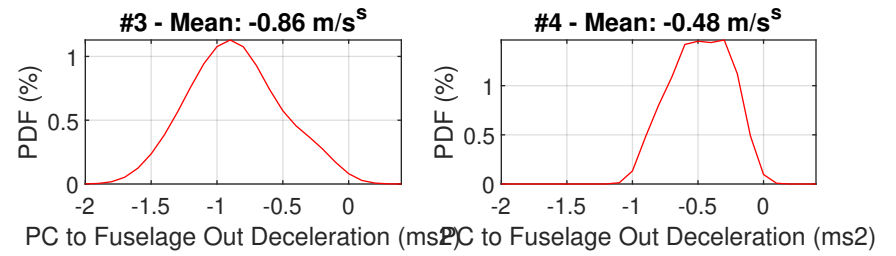 #3 - Mean: -0.86 m/s^s
#4 - Mean: -0.48 m/s^s
PDF (%)
1
0.5
0
-2 -1.5 -1 -0.5 0
PC to Fuselage Out Deceleration (ms2)
PDF (%)
1
0.5
0
-2 -1.5 -1 -0.5 0
PC to Fuselage Out Deceleration (ms2)